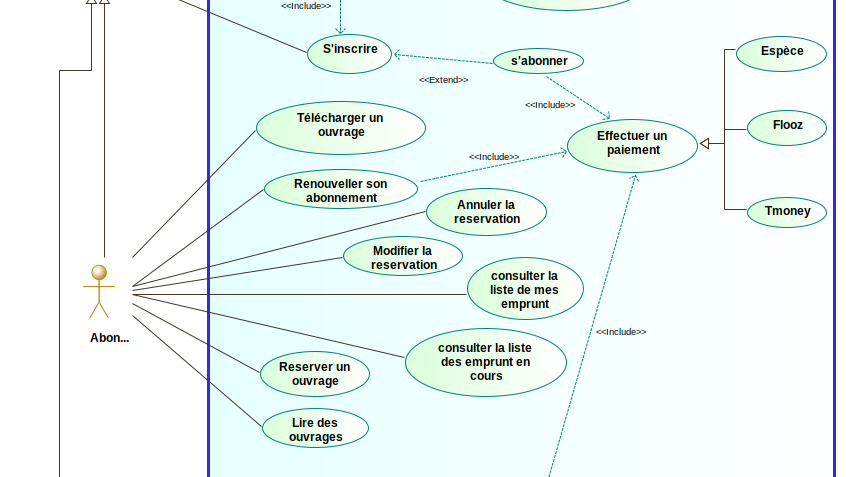 <<Include>>
S'inscrire
s'abonner
Espèce
<<Extend>>
<<Include>>
Télécharger un
ouvrage
Flooz
Effectuer un
paiement
<<Include>>
Renouveller son
abonnement
Annuler la
reservation
Tmoney
Modifier la
reservation
consulter la
liste de mes
emprunt
Abon...
<<Include>>
consulter la liste
des emprunt en
cours
Reserver un
ouvrage
Lire des
ouvrages